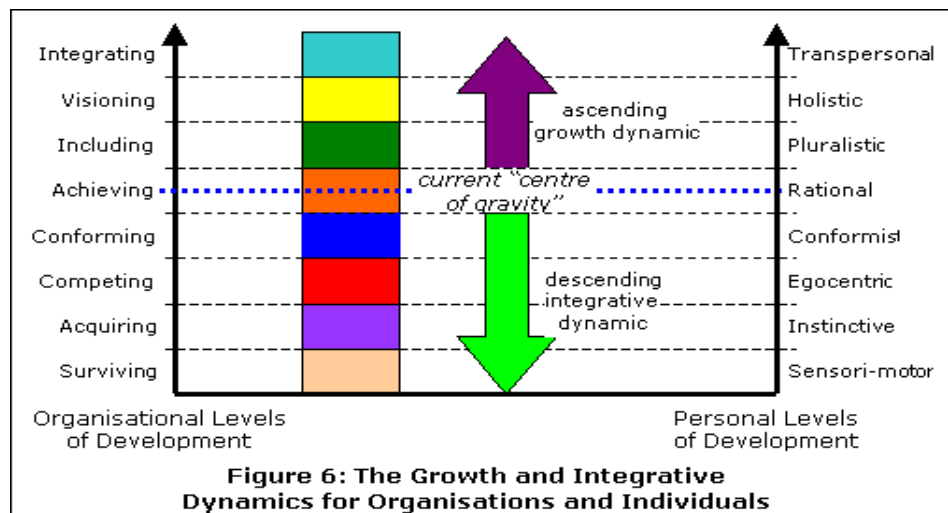 Integrating
Visioning
Including
Achieving
Conforming
Competing
Acquiring
Surviving
ascending
growth dynamic
current "centre
of gravity"
descending
integrative
dynamic
Transpersonal
Holistic
Pluralistic
Rational
Conformist
Egocentric
Instinctive
Sensori-motor
Organisational Levels
of Development
Personal Levels
of Development
Figure 6: The Growth and Integrative
Dynamics for Organisations and Individuals